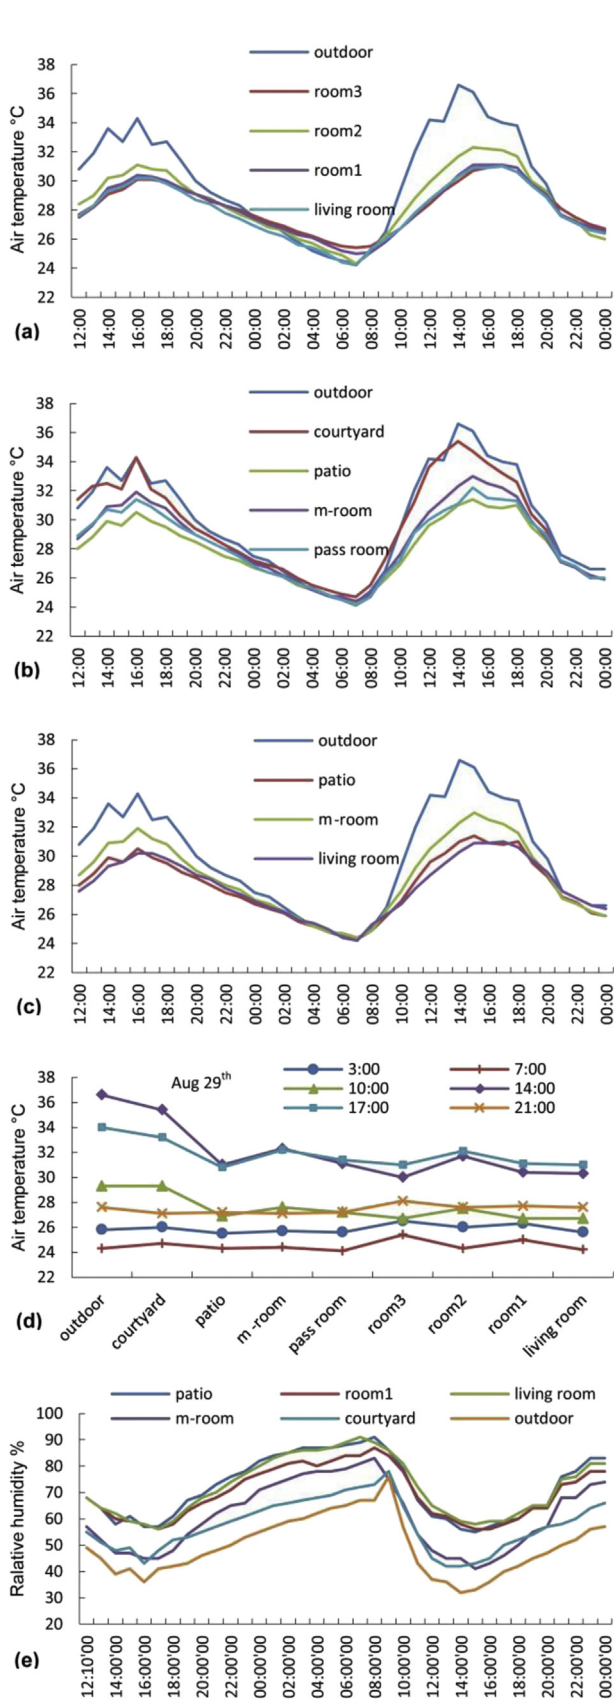 outdoor
room3
room2
room1
living room
Air temperature °C
38
36
34
32
30
28
26
24
22
12:00 14:00 16:00 18:00 20:00 22:00 00:00 02:00 04:00 06:00 08:00 10:00 12:00 14:00 16:00 18:00 20:00 22:00 00:00
(a)
outdoor
courtyard
patio
m-room
pass room
Air temperature °C
38
36
34
32
30
28
26
24
22
12:00 14:00 16:00 18:00 20:00 22:00 00:00 02:00 04:00 06:00 08:00 10:00 12:00 14:00 16:00 18:00 20:00 22:00 00:00
(b)
outdoor
patio
m-room
living room
Air temperature °C
38
36
34
32
30
28
26
24
22
12:00 14:00 16:00 18:00 20:00 22:00 00:00 02:00 04:00 06:00 08:00 10:00 12:00 14:00 16:00 18:00 20:00 22:00 00:00
(c)
Aug 29th
3:00 7:00
10:00 14:00
17:00 21:00
Air temperature °C
38
36
34
32
30
28
26
24
22
outdoor courtyard patio m-room pass room room3 room2 room1 living room
(d)
patio room1 living room
m-room courtyard outdoor
Ralative humidity %
100
90
80
70
60
50
40
30
20
12:10'00 14:00'00 16:00'00 18:00'00 20:00'00 22:00'00 00:00'00 02:00'00 04:00'00 06:00'00 08:00'00 10:00'00 12:00'00 14:00'00 16:00'00 18:00'00 20:00'00 22:00'00 00:00'00
(e)